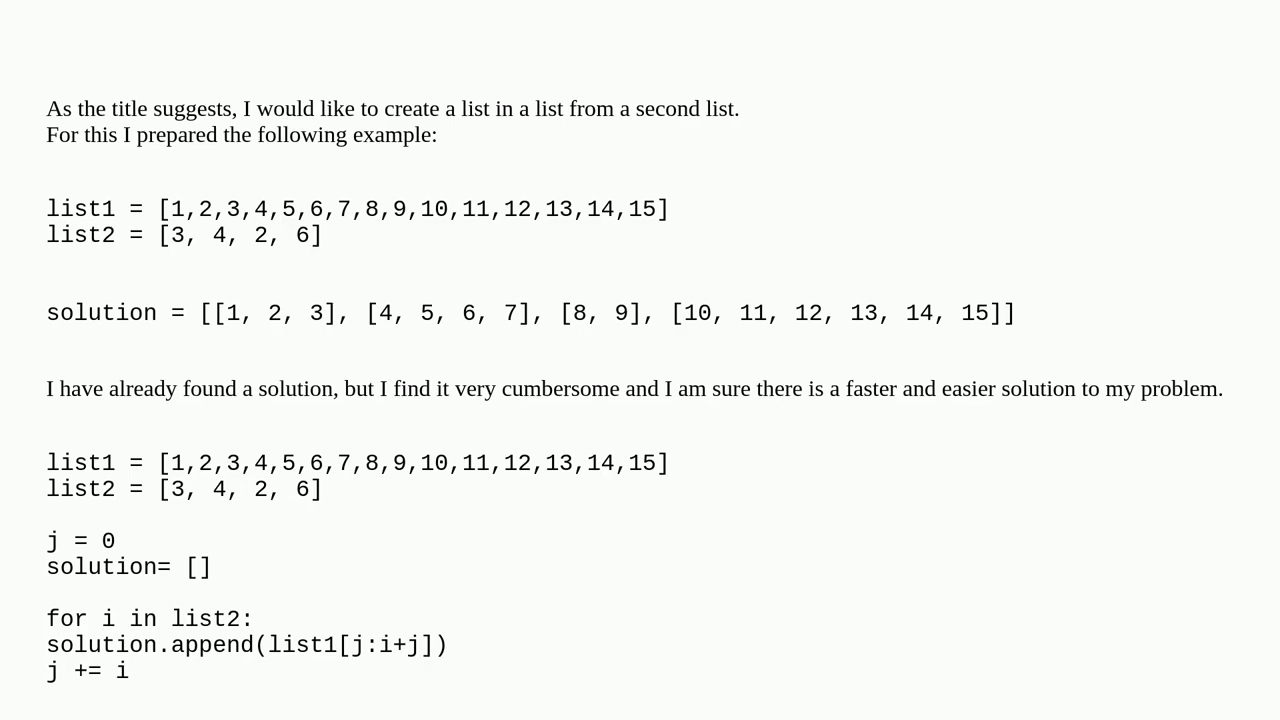 As the title suggests, I would like to create a list in a list from a second list.
For this I prepared the following example:
list1 = [1,2,3,4,5,6,7,8,9,10,11,12,13,14,15]
list2 = [3, 4, 2, 6]
solution = [[1, 2, 3], [4, 5, 6, 7], [8, 9], [10, 11, 12, 13, 14, 15]]
I have already found a solution, but I find it very cumbersome and I am sure there is a faster and easier solution to my problem.
list1 = [1,2,3,4,5,6,7,8,9,10,11,12,13,14,15]
list2 = [3, 4, 2, 6]
j = 0
solution= []
for i in list2:
solution.append(list1[j:i+j])
j += i